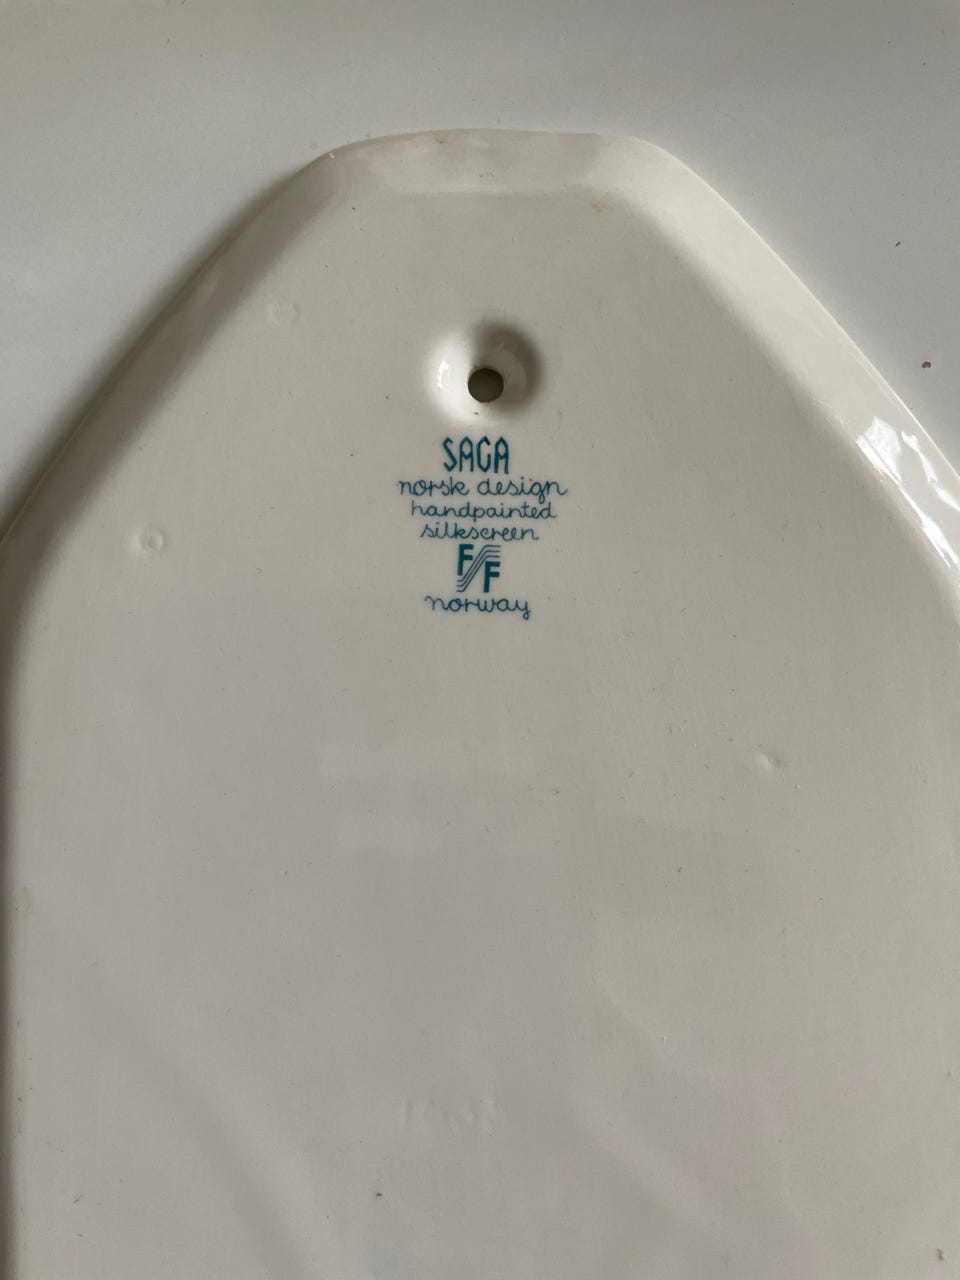 SAGA
norsk design
handpainted
silkscreen
F/F
norway